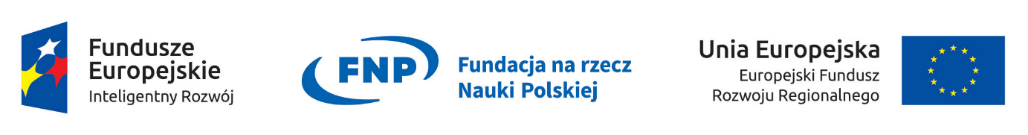 Fundusze
Europejskie
Inteligentny Rozwój
FNP
Fundacja na rzecz
Nauki Polskiej
Unia Europejska
Europejski Fundusz
Rozwoju Regionalnego